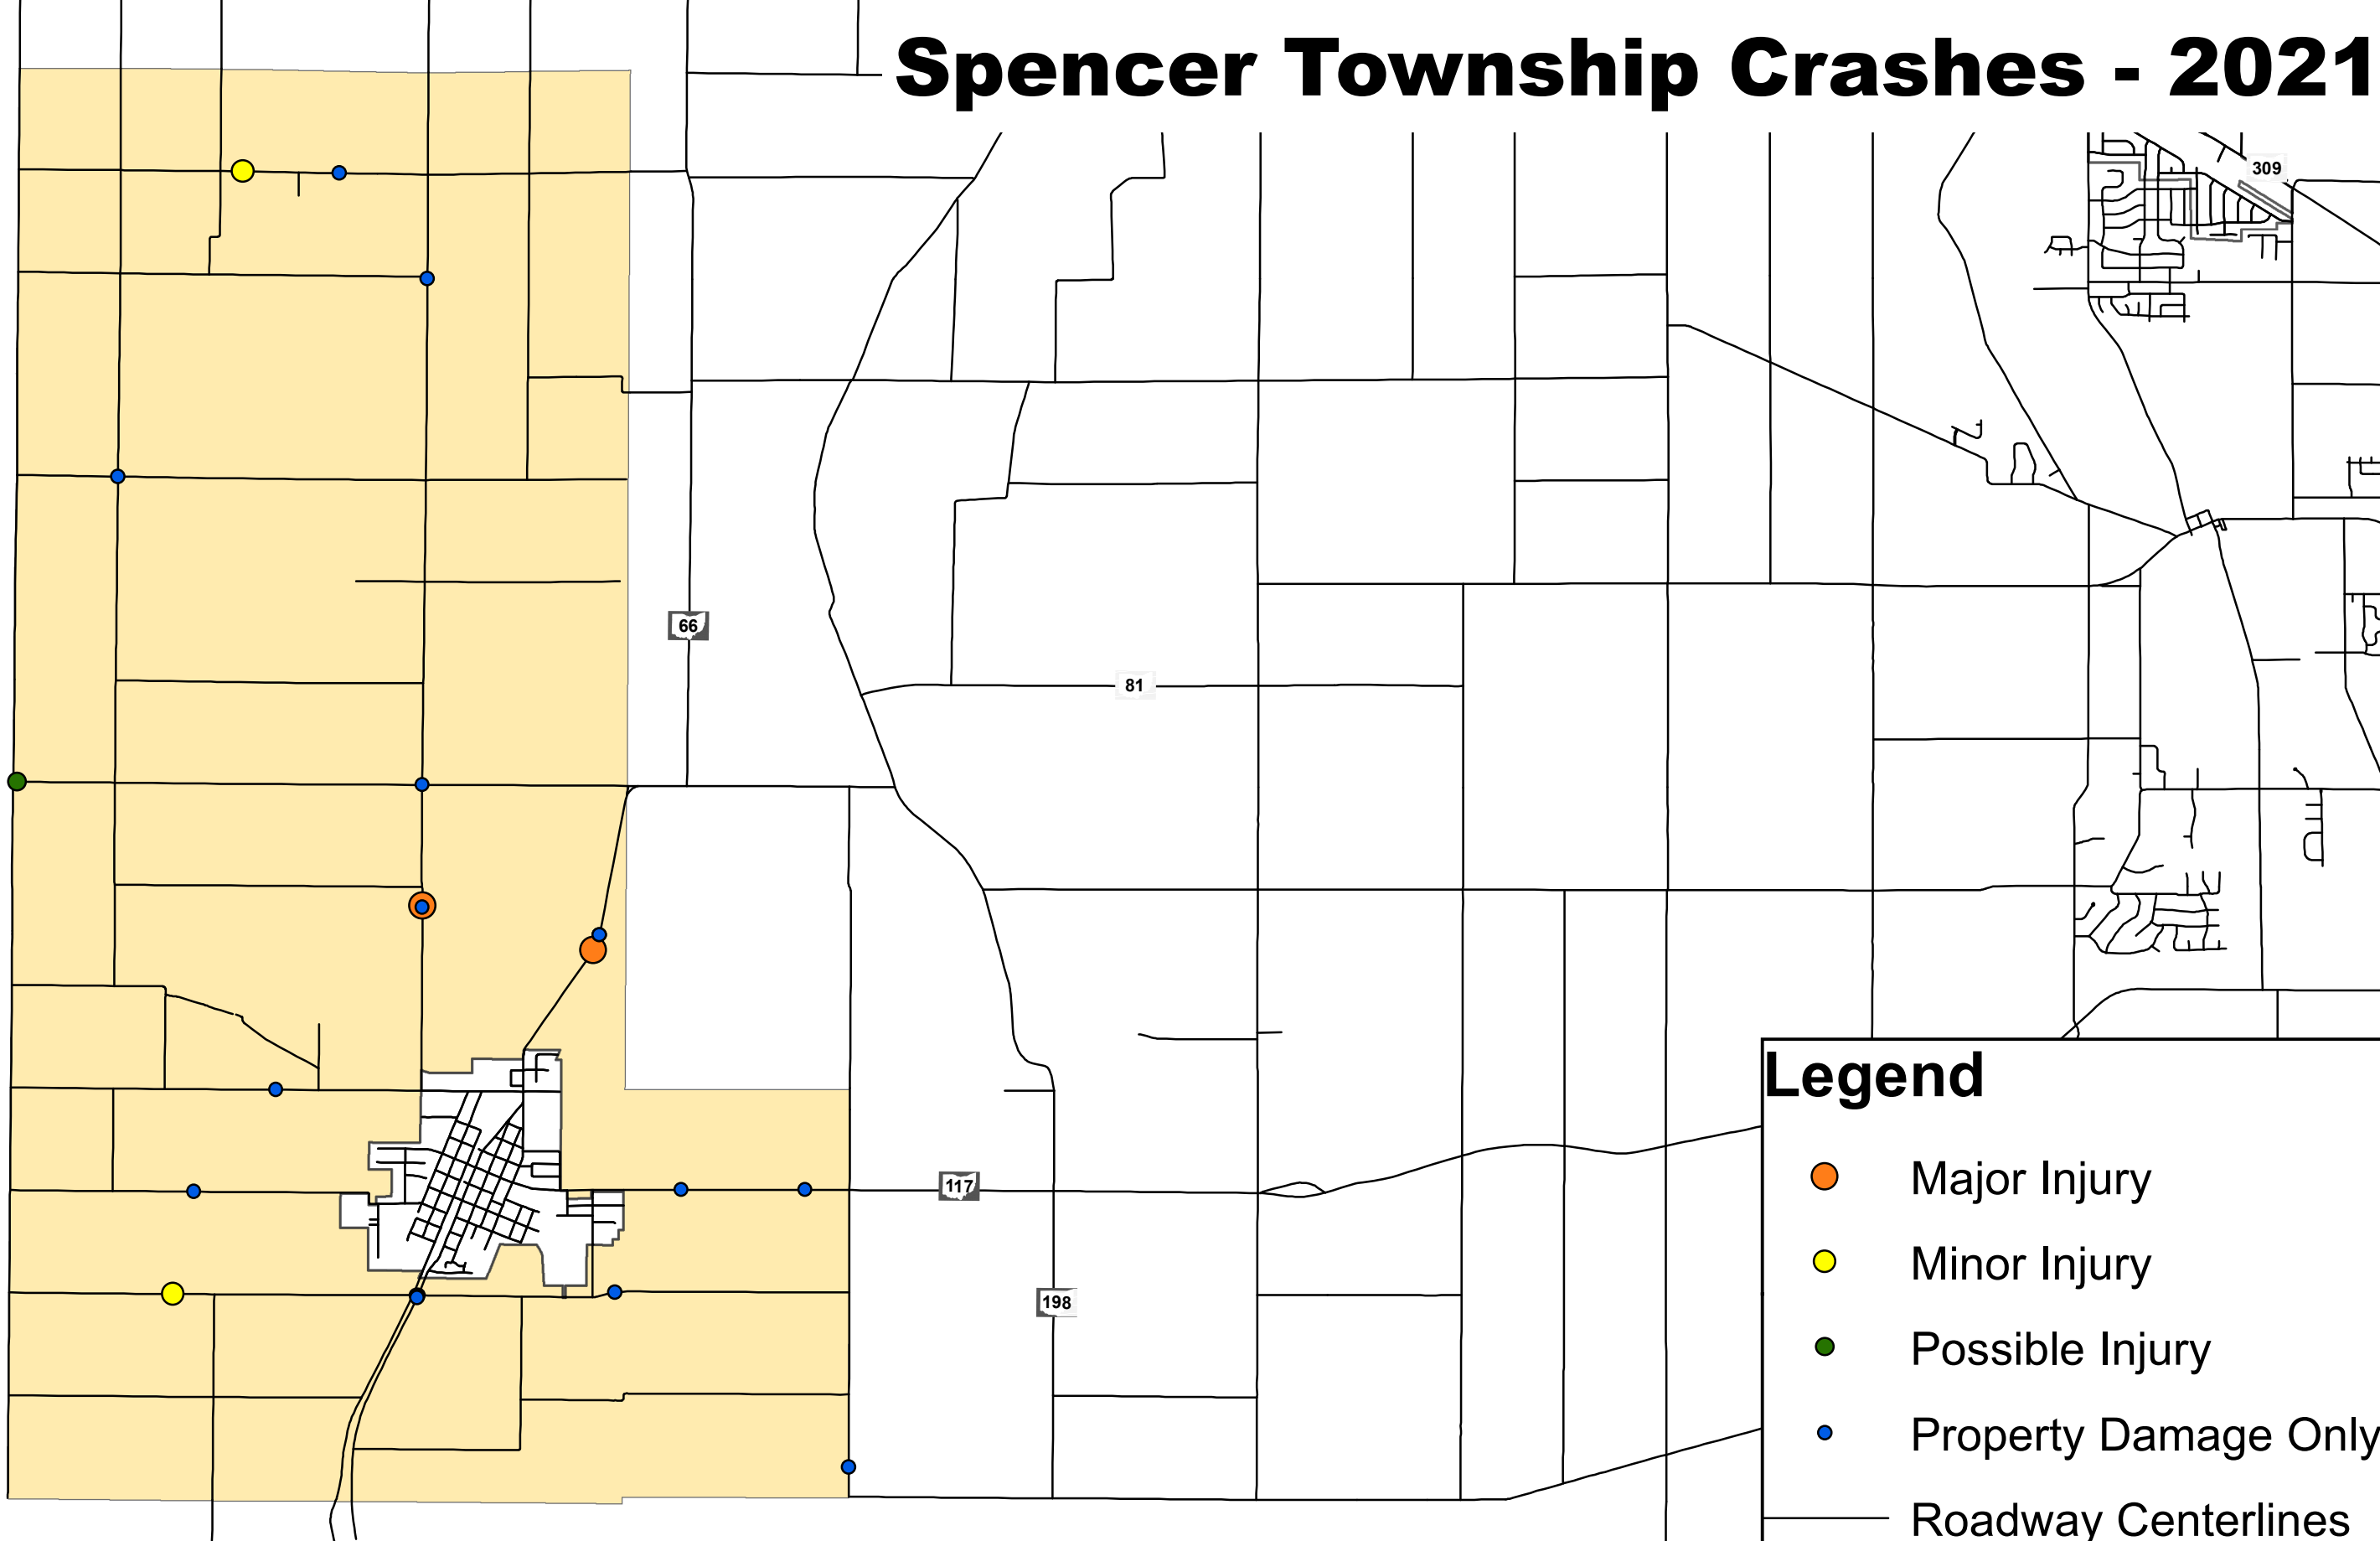 Spencer Township Crashes - 2021
309
66
81
117
198
Legend
Major Injury
Minor Injury
Possible Injury
Property Damage Only
Roadway Centerlines